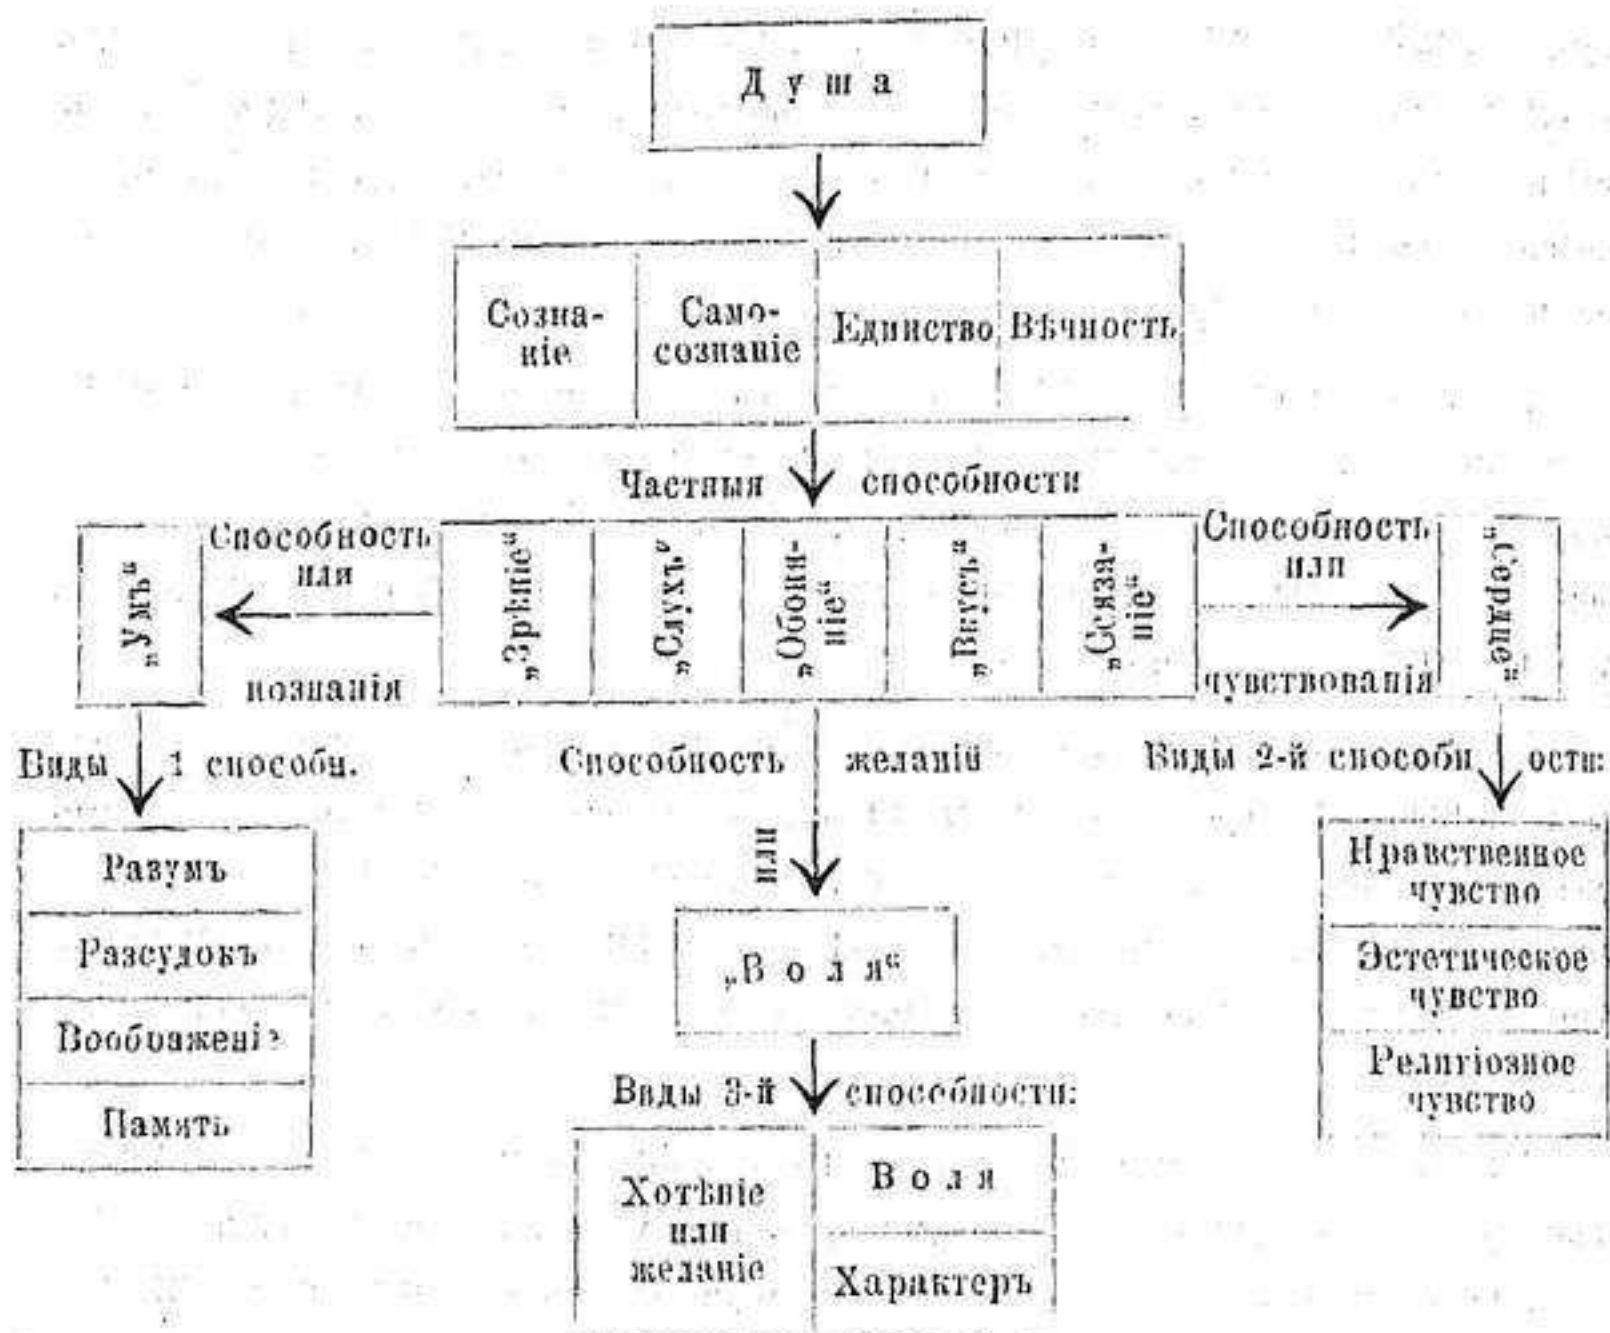 Душа
Созна-
ніе
Само-
сознаніе
Единство
Вѣчность
Частныя способности
„Умъ“
Способность
или
познанія
„Зрѣніе“
„Слухъ“
„Обоня-
ніе“
„Вкусъ“
„Осяза-
ніе“
Способность
или
чувствованія
„Сердце“
Виды 1 способн.
Способность желаній
или
Виды 2-й способности:
Разумъ
Разсудокъ
Воображеніе
Память
„Воля“
Нравственное
чувство
Эстетическое
чувство
Религіозное
чувство
Виды 3-й способности:
Хотѣніе
или
желаніе
Воля
Характеръ